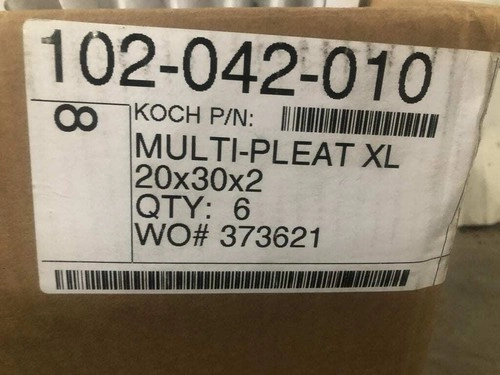 102-042-010
8
KOCH P/N:
MULTI-PLEAT XL
20x30x2
QTY: 6
WO# 373621